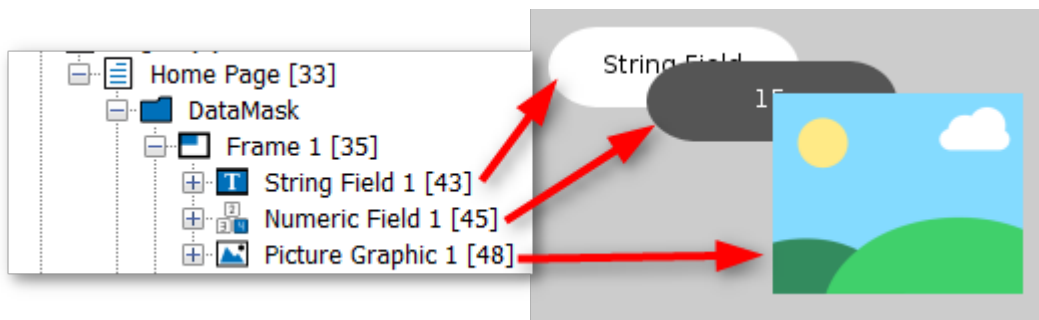 Home Page [33]
DataMask
Frame 1 [35]
String Field 1 [43]
Numeric Field 1 [45]
Picture Graphic 1 [48]
String Field
15